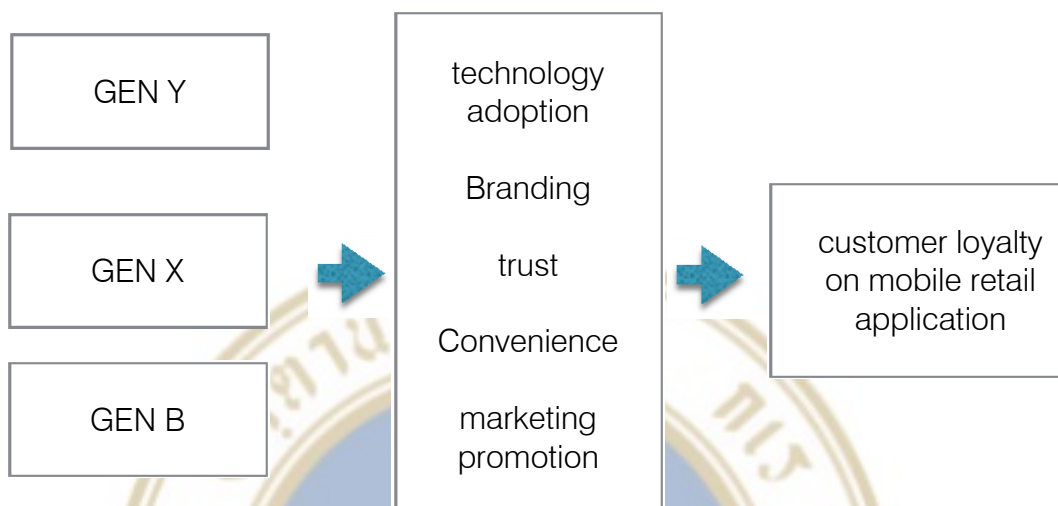 GEN Y
GEN X
GEN B
technology
adoption
Branding
trust
Convenience
marketing
promotion
customer loyalty
on mobile retail
application